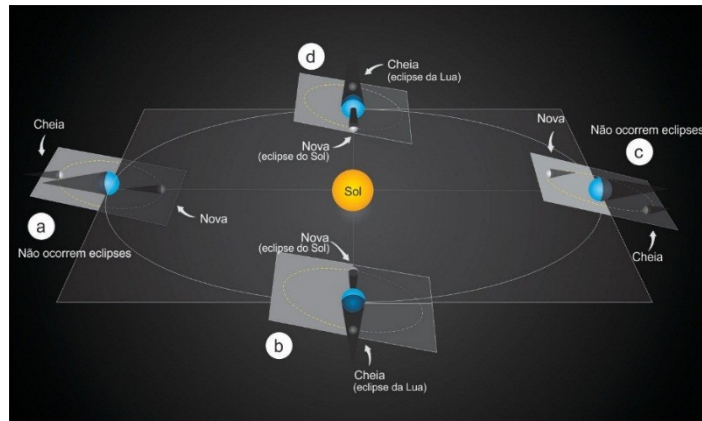 d
Cheia
(eclipse da Lua)
Nova
(eclipse do Sol)
Cheia
Nova
a
Não ocorrem eclipses
Sol
Nova
Não ocorrem eclipses
c
Cheia
Nova
(eclipse do Sol)
b
Cheia
(eclipse da Lua)